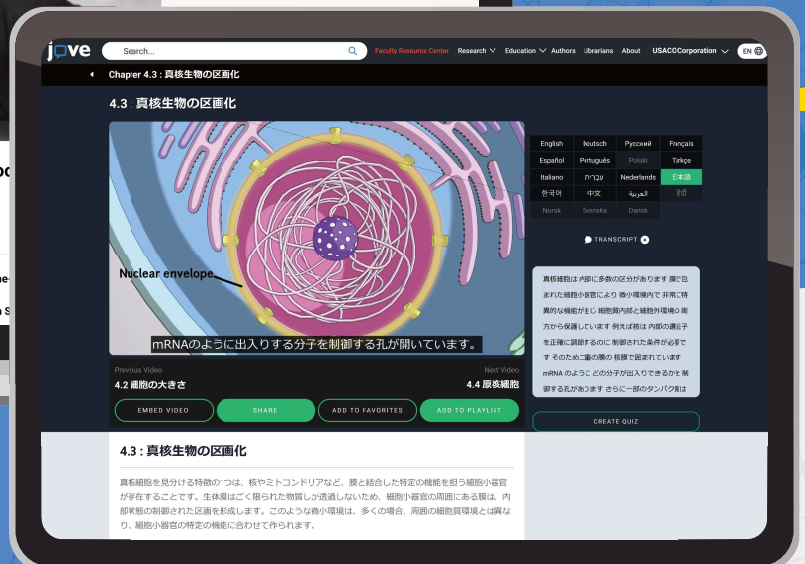 jove
Search...
Faculty Resource Center Research Education Authors Librarians About USACOCorporation EN
Chapter 4.3 : 真核生物の区画化
4.3 : 真核生物の区画化
Nuclear envelope
mRNAのように出入りする分子を制御する孔が開いています。
English Deutsch Русский Français
Español Português Polski Türkçe
Italiano עברית Nederlands 日本語
한국어 中文 العربية हिंदी
Norsk Svenska Dansk
TRANSCRIPT
真核細胞は 内部に多数の区分があります 膜で包
まれた細胞小器官により 微小環境内で 非常に特
異的な機能が生じ 細胞質内部と細胞外環境の 両
方から保護しています 例えば核は 内部の遺伝子
を正確に調節するのに 制御された条件が必要で
す そのため二重の膜の 核膜で囲まれています
mRNA のように どの分子が出入りできるかを 制
御する孔があります さらに一部のタンパク質は
Previous Video
Next Video
4.2 細胞の大きさ
4.4 原核細胞
EMBED VIDEO
SHARE
ADD TO FAVORITES
ADD TO PLAYLIST
CREATE QUIZ
4.3 : 真核生物の区画化
真核細胞を見分ける特徴の一つは、核やミトコンドリアなど、膜と結合した特定の機能を担う細胞小器官
が存在することです。生体膜はごく限られた物質しか透過しないため、細胞小器官の周囲にある膜は、内
部状態の制御された区画を形成します。このような微小環境は、多くの場合、周囲の細胞質環境とは異な
り、細胞小器官の特定の機能に合わせて作られます。